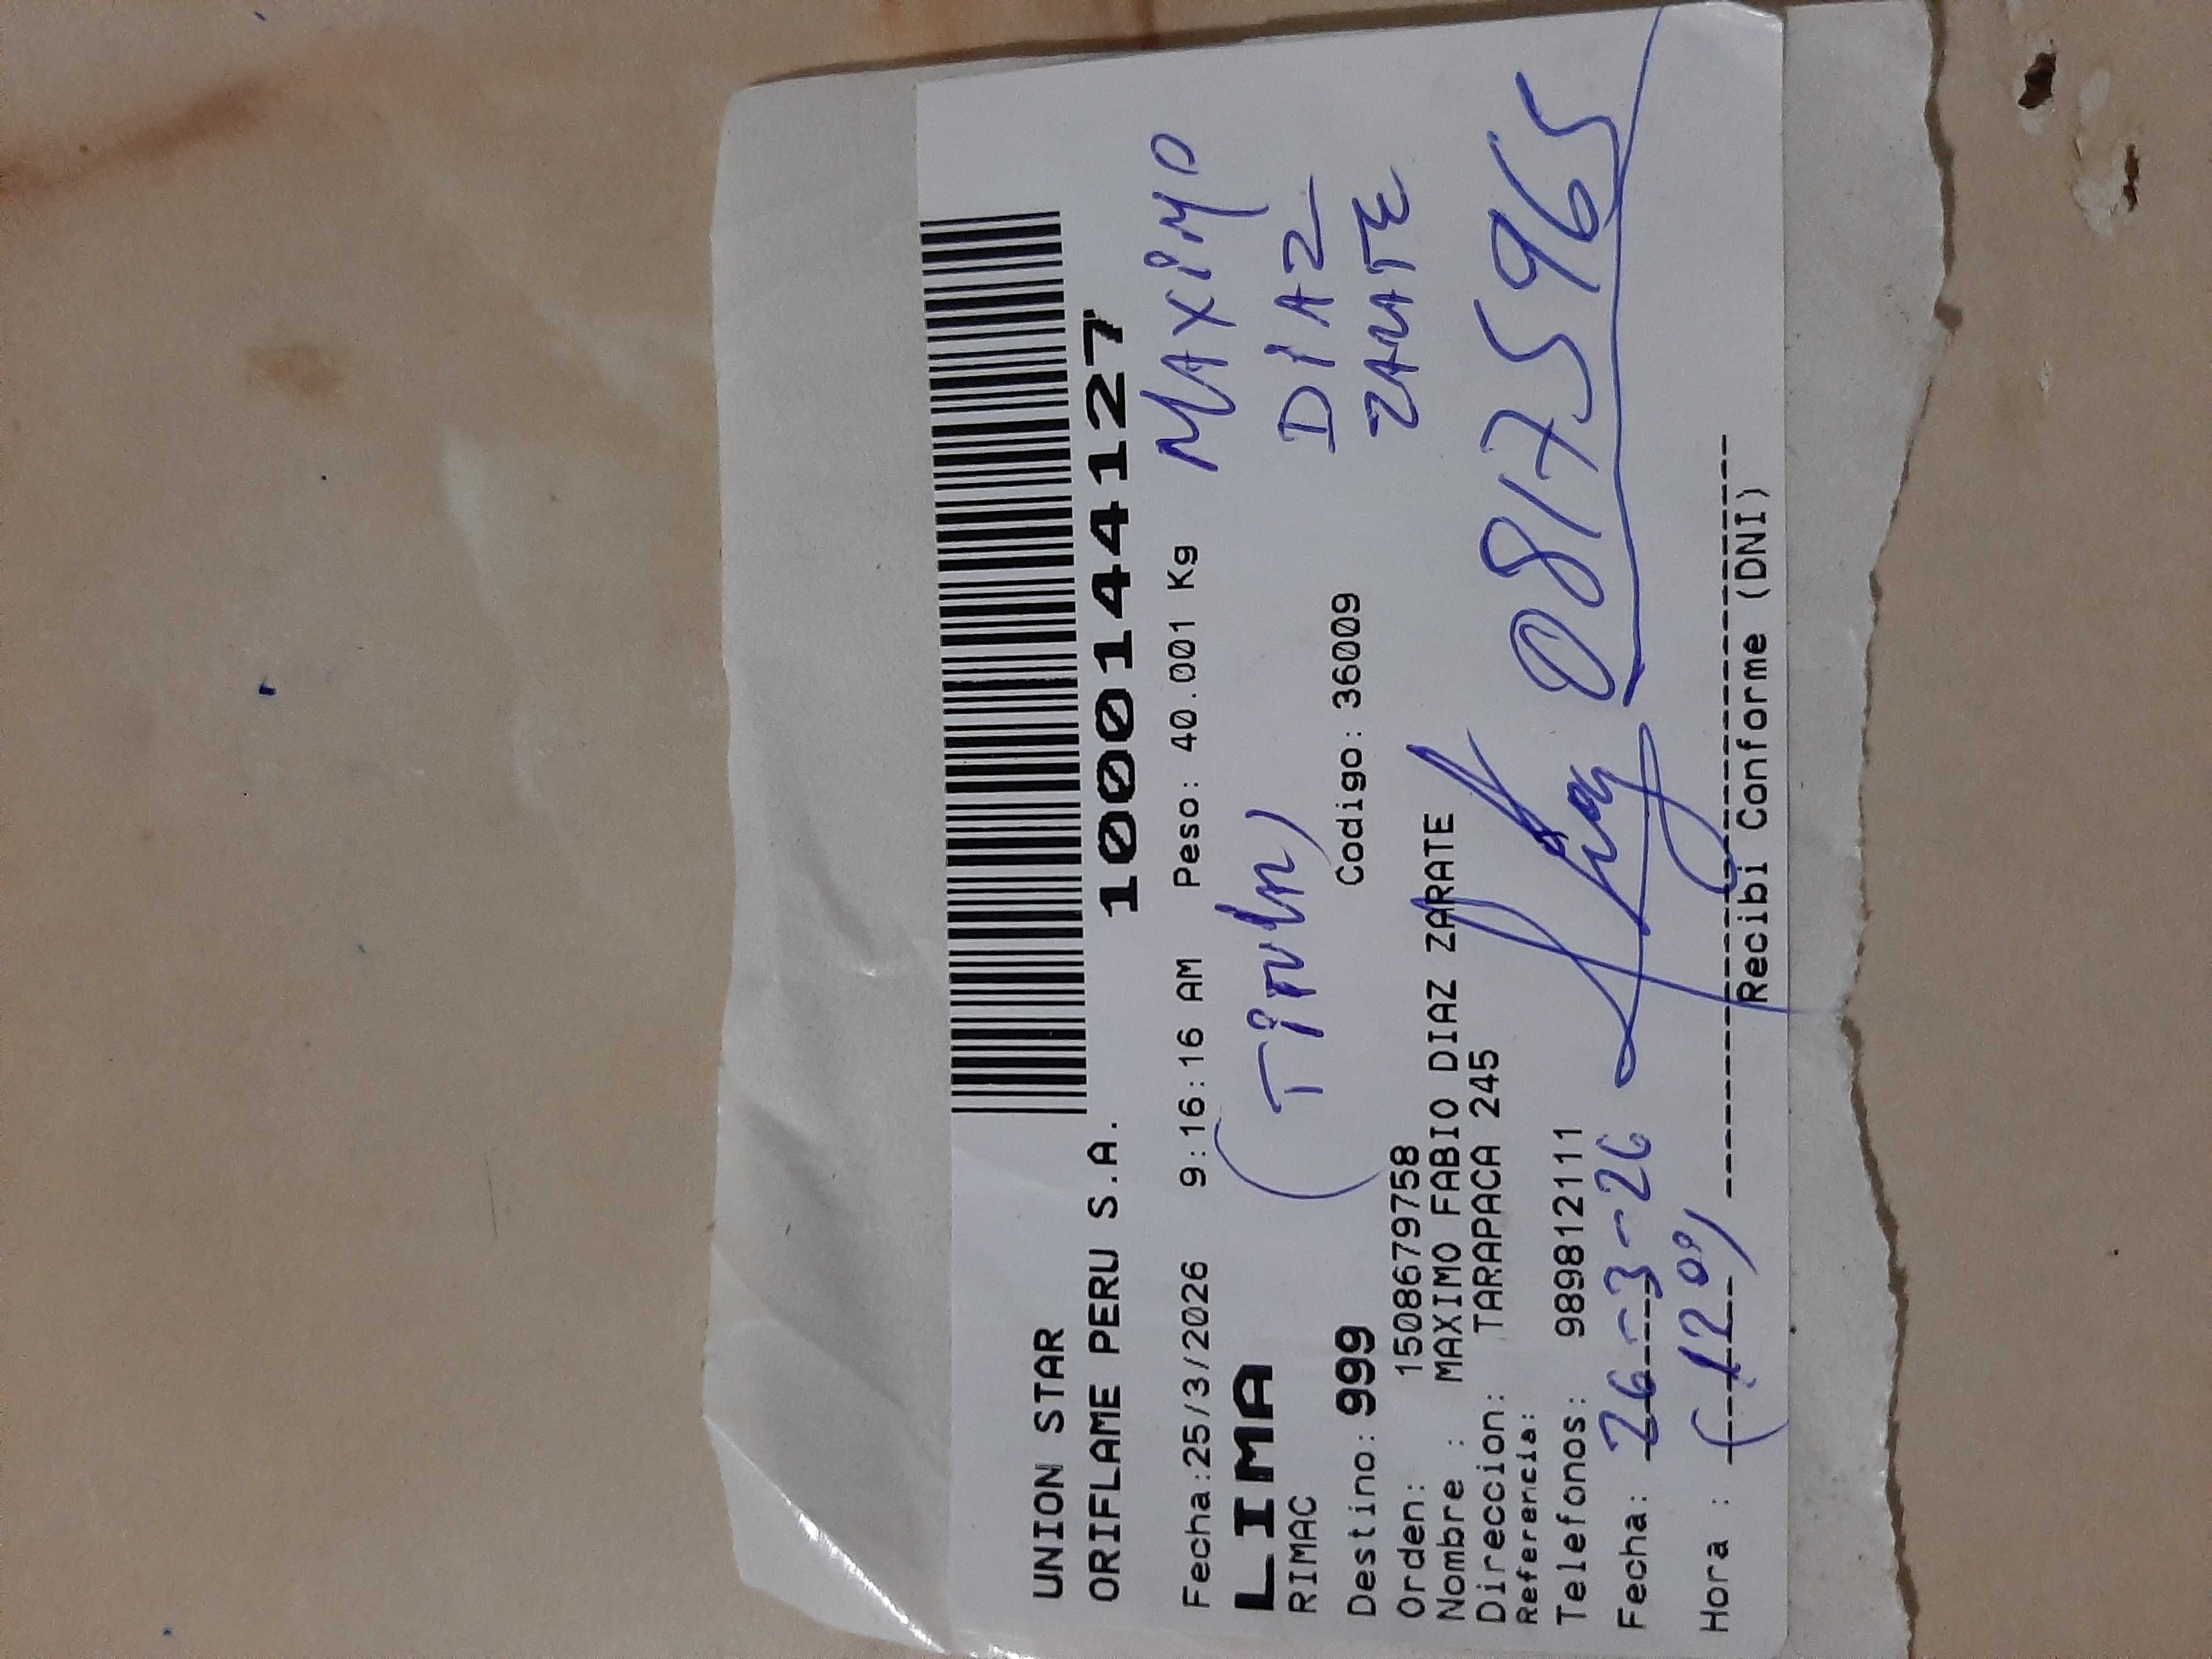 UNION STAR
ORIFLAME PERU S.A.
1000144127
Fecha:25/3/2026 9:16:16 AM Peso: 40.001 Kg
MAXIMO
DIAZ
ZARATE
LIMA
RIMAC
Destino: 999 Codigo: 36009
Orden: 1508679758
Nombre : MAXIMO FABIO DIAZ ZARATE
Direccion: TARAPACA 245
Referencia:
Telefonos: 989812111
08175965
Fecha: 26-3-26
Hora :
Recibi Conforme (DNI)